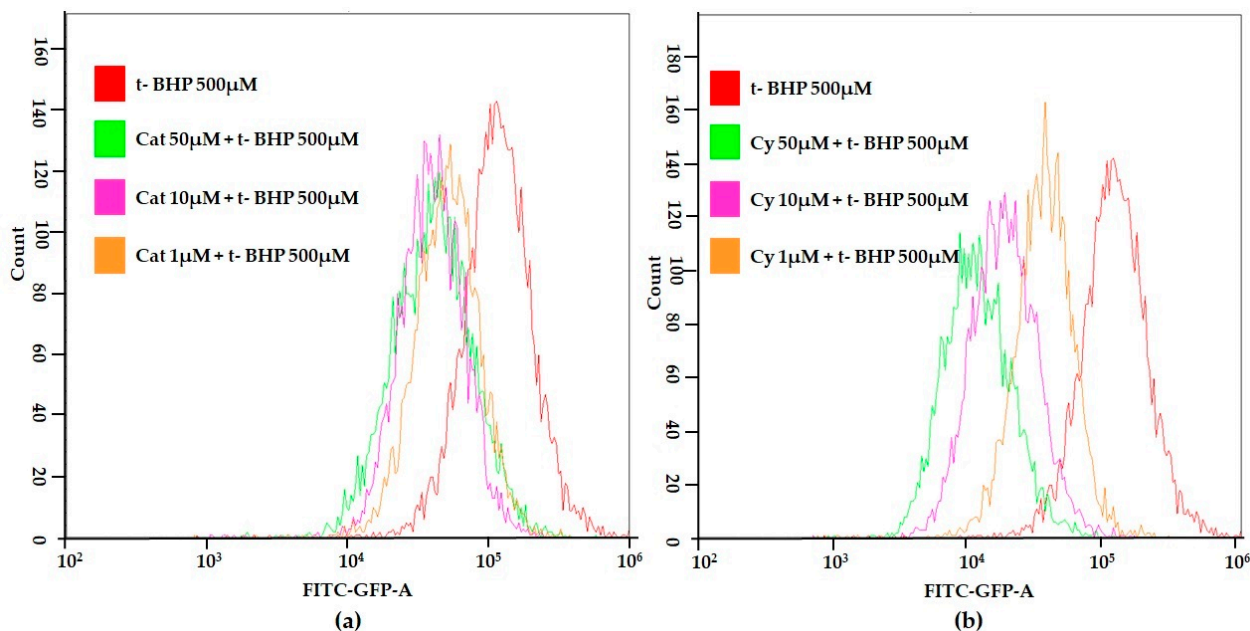 160
140
120
100
80
60
40
20
0
Count
t- BHP 500µM
Cat 50µM + t- BHP 500µM
Cat 10µM + t- BHP 500µM
Cat 1µM + t- BHP 500µM
10² 10³ 10⁴ 10⁵ 10⁶
FITC-GFP-A
(a)
180
160
140
120
100
80
60
40
20
0
Count
t- BHP 500µM
Cy 50µM + t- BHP 500µM
Cy 10µM + t- BHP 500µM
Cy 1µM + t- BHP 500µM
10² 10³ 10⁴ 10⁵ 10⁶
FITC-GFP-A
(b)